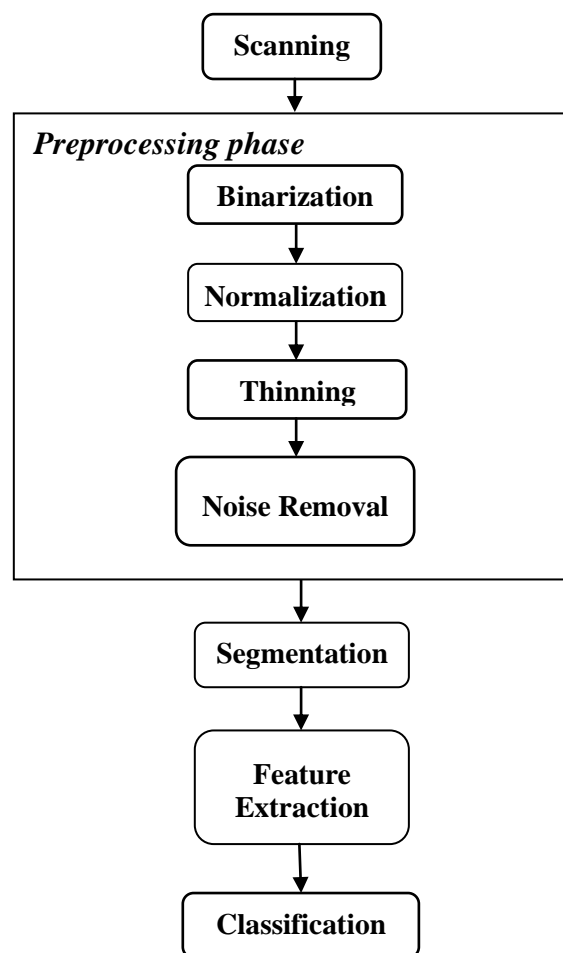 Scanning
Preprocessing phase
Binarization
Normalization
Thinning
Noise Removal
Segmentation
Feature
Extraction
Classification